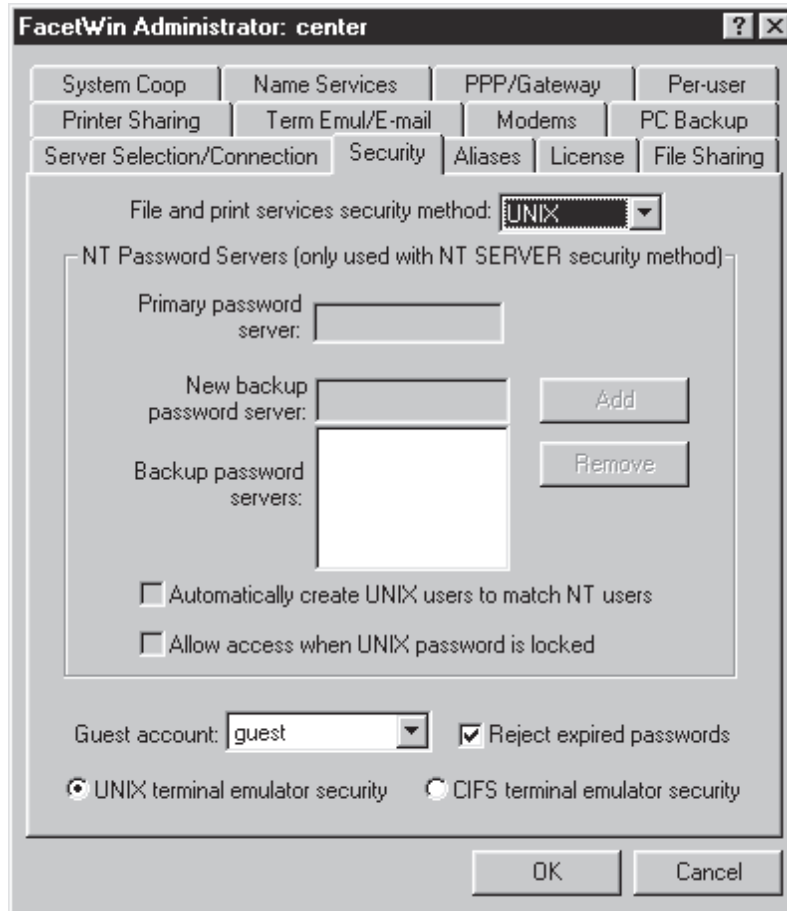 FacetWin Administrator: center
System Coop Name Services PPP/Gateway Per-user
Printer Sharing Term Emul/E-mail Modems PC Backup
Server Selection/Connection Security Aliases License File Sharing
File and print services security method: UNIX
NT Password Servers (only used with NT SERVER security method)
Primary password
server:
New backup
password server:
Add
Remove
Backup password
servers:
Automatically create UNIX users to match NT users
Allow access when UNIX password is locked
Guest account: guest Reject expired passwords
UNIX terminal emulator security CIFS terminal emulator security
OK Cancel